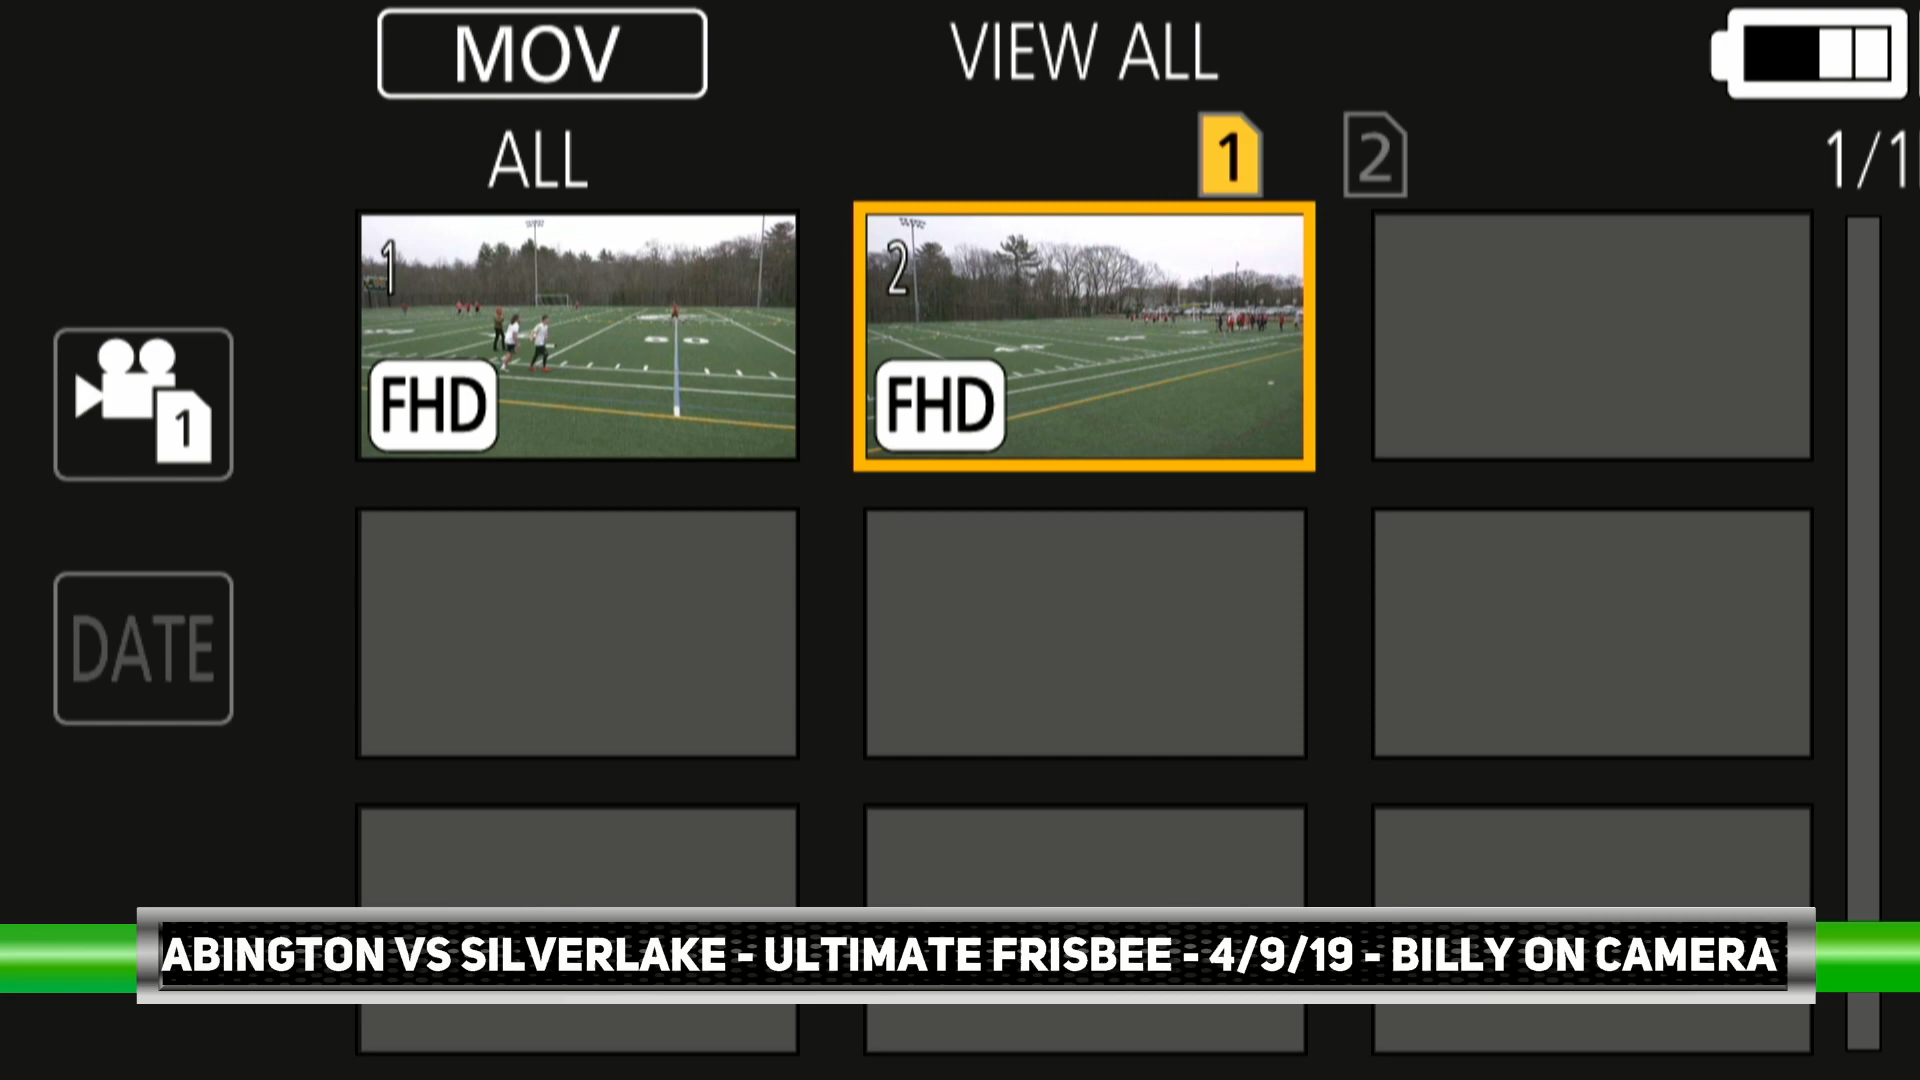 MOV
VIEW ALL
ALL
1
2
1/1
1
FHD
2
FHD
1
DATE
ABINGTON VS SILVERLAKE - ULTIMATE FRISBEE - 4/9/19 - BILLY ON CAMERA